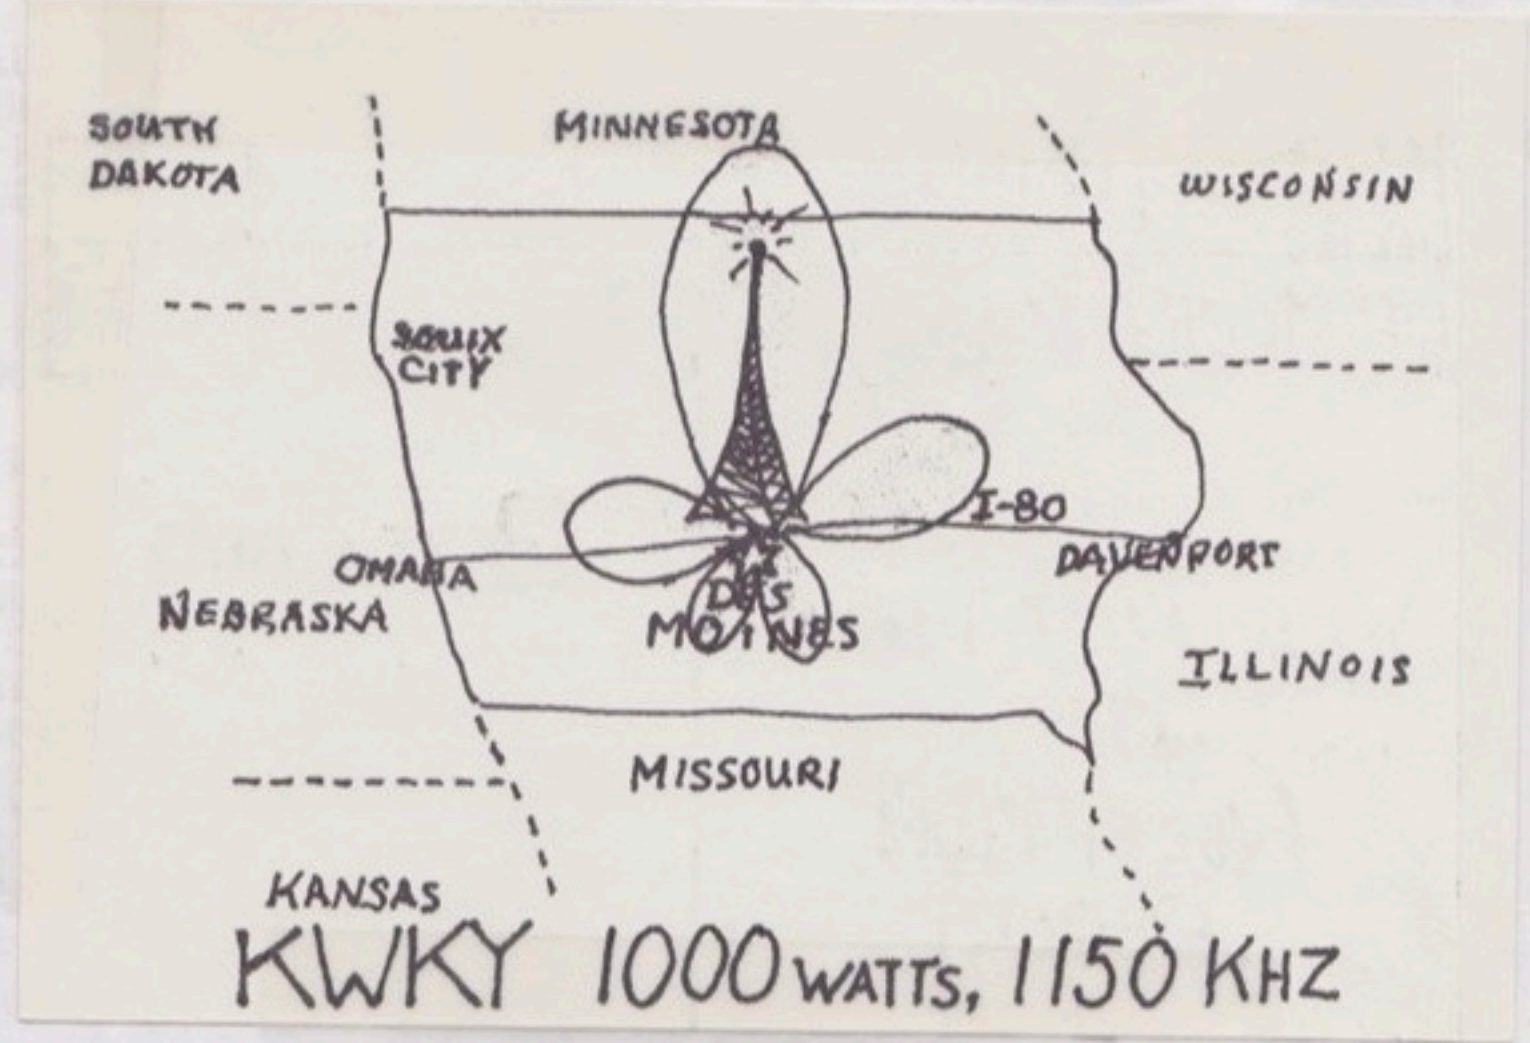 SOUTH
DAKOTA
MINNESOTA
WISCONSIN
SOUIX
CITY
I-80
OMAHA
DAVENPORT
NEBRASKA
DES
MOINES
ILLINOIS
MISSOURI
KANSAS
KWKY 1000 WATTS, 1150 KHZ